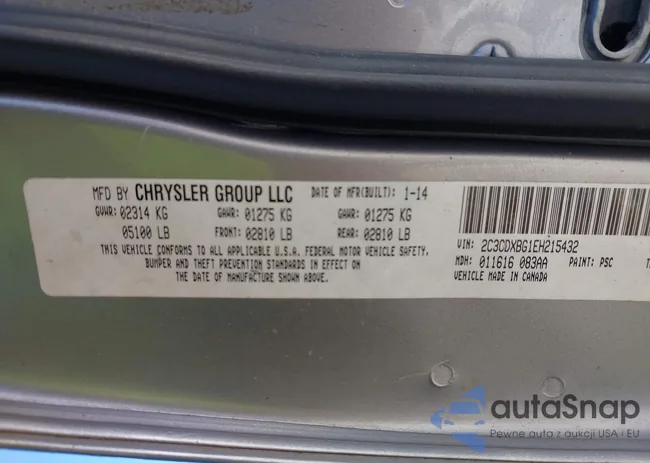 MFD BY CHRYSLER GROUP LLC DATE OF MFR(BUILT): 1-14
GVWR: 02314 KG GAWR: 01275 KG GAWR: 01275 KG
05100 LB FRONT: 02810 LB REAR: 02810 LB
THIS VEHICLE CONFORMS TO ALL APPLICABLE U.S.A. FEDERAL MOTOR VEHICLE SAFETY,
BUMPER AND THEFT PREVENTION STANDARDS IN EFFECT ON
THE DATE OF MANUFACTURE SHOWN ABOVE.
VIN: 2C3CDXBG1EH215432
MDH: 011616 083AA PAINT: PSC
VEHICLE MADE IN CANADA
autaSnap
Pewne auta z aukcji USA i EU